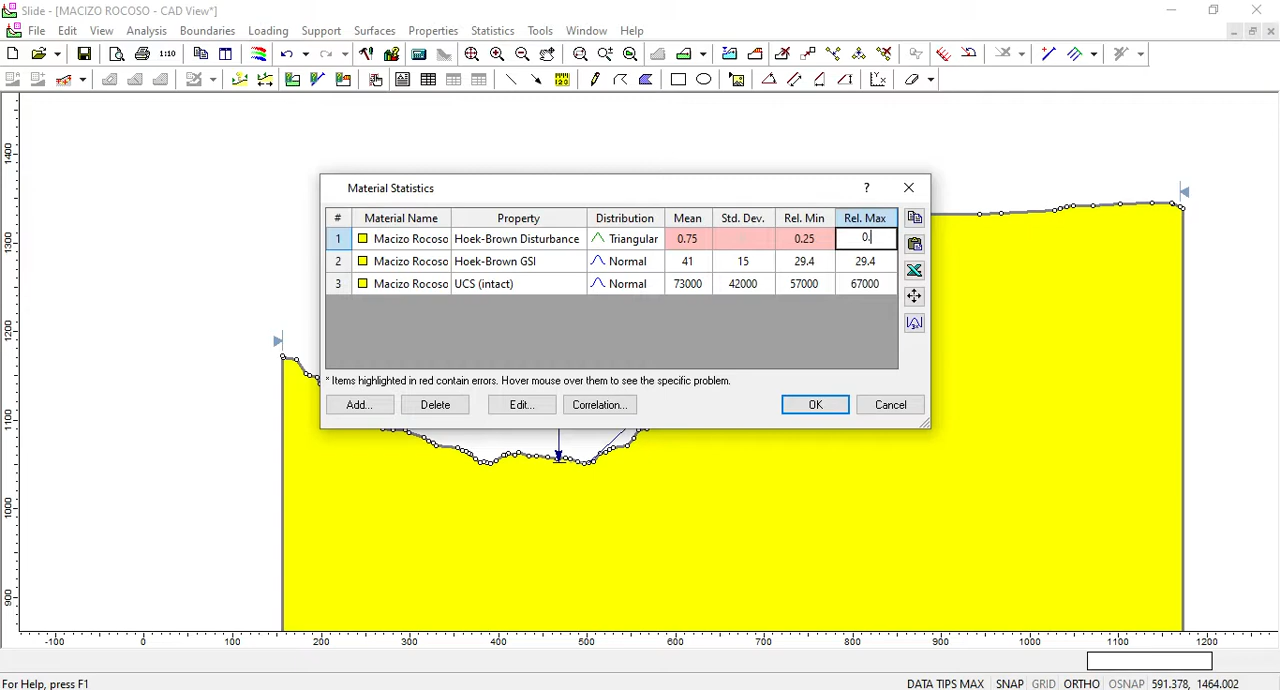 Slide - [MACIZO ROCOSO - CAD View*]
File Edit View Analysis Boundaries Loading Support Surfaces Properties Statistics Tools Window Help
1:10
Material Statistics
# Material Name Property Distribution Mean Std. Dev. Rel. Min Rel. Max
1 Macizo Rocoso Hoek-Brown Disturbance Triangular 0.75 0.25 0.
2 Macizo Rocoso Hoek-Brown GSI Normal 41 15 29.4 29.4
3 Macizo Rocoso UCS (intact) Normal 73000 42000 57000 67000
* Items highlighted in red contain errors. Hover mouse over them to see the specific problem.
Add... Delete Edit... Correlation... OK Cancel
1400
1300
1200
1100
1000
900
-100 0 100 200 300 400 500 600 700 800 900 1000 1100 1200
For Help, press F1 DATA TIPS MAX SNAP GRID ORTHO OSNAP 591.378, 1464.002